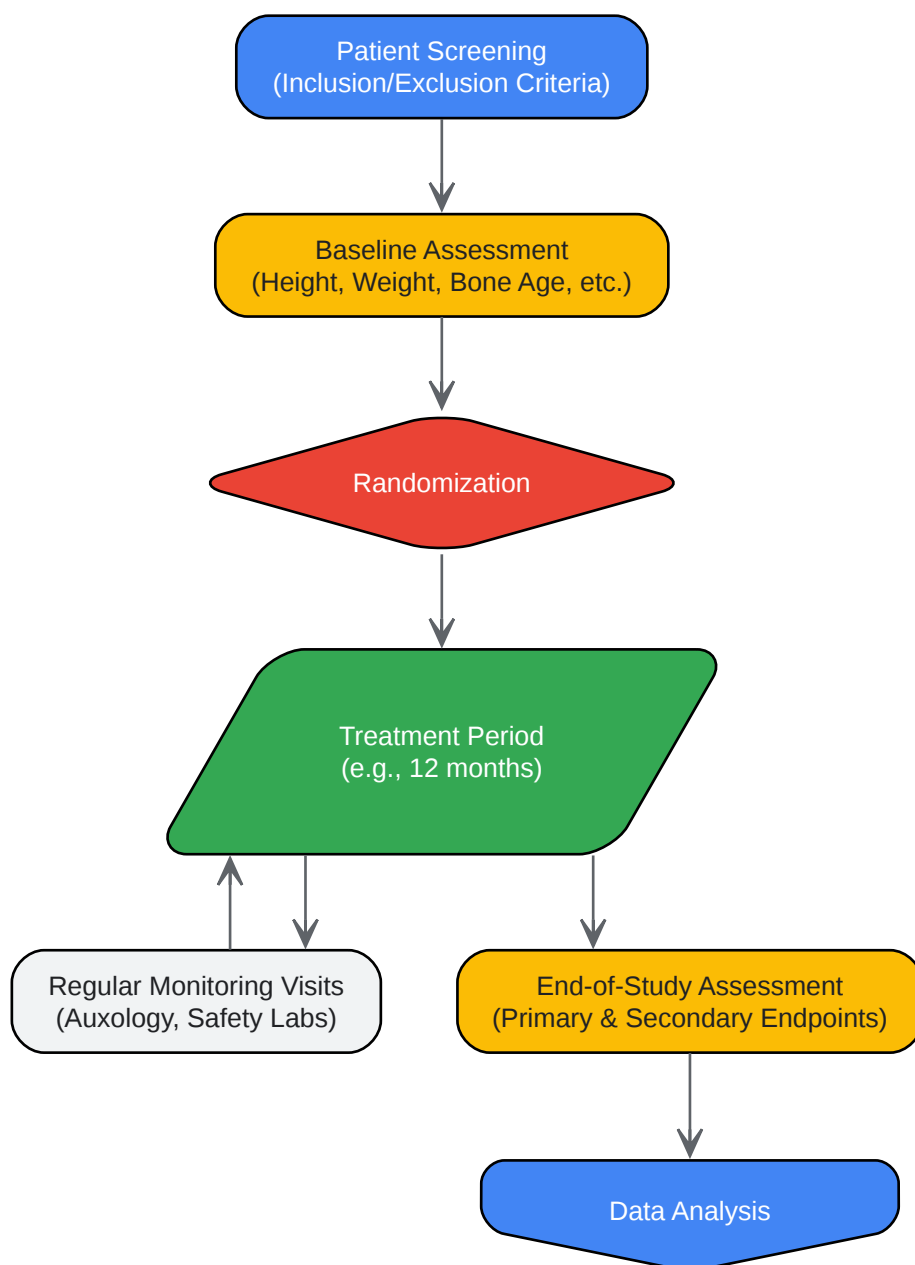 Patient Screening
(Inclusion/Exclusion Criteria)
Baseline Assessment
(Height, Weight, Bone Age, etc.)
Randomization
Treatment Period
(e.g., 12 months)
Regular Monitoring Visits
(Auxology, Safety Labs)
End-of-Study Assessment
(Primary & Secondary Endpoints)
Data Analysis